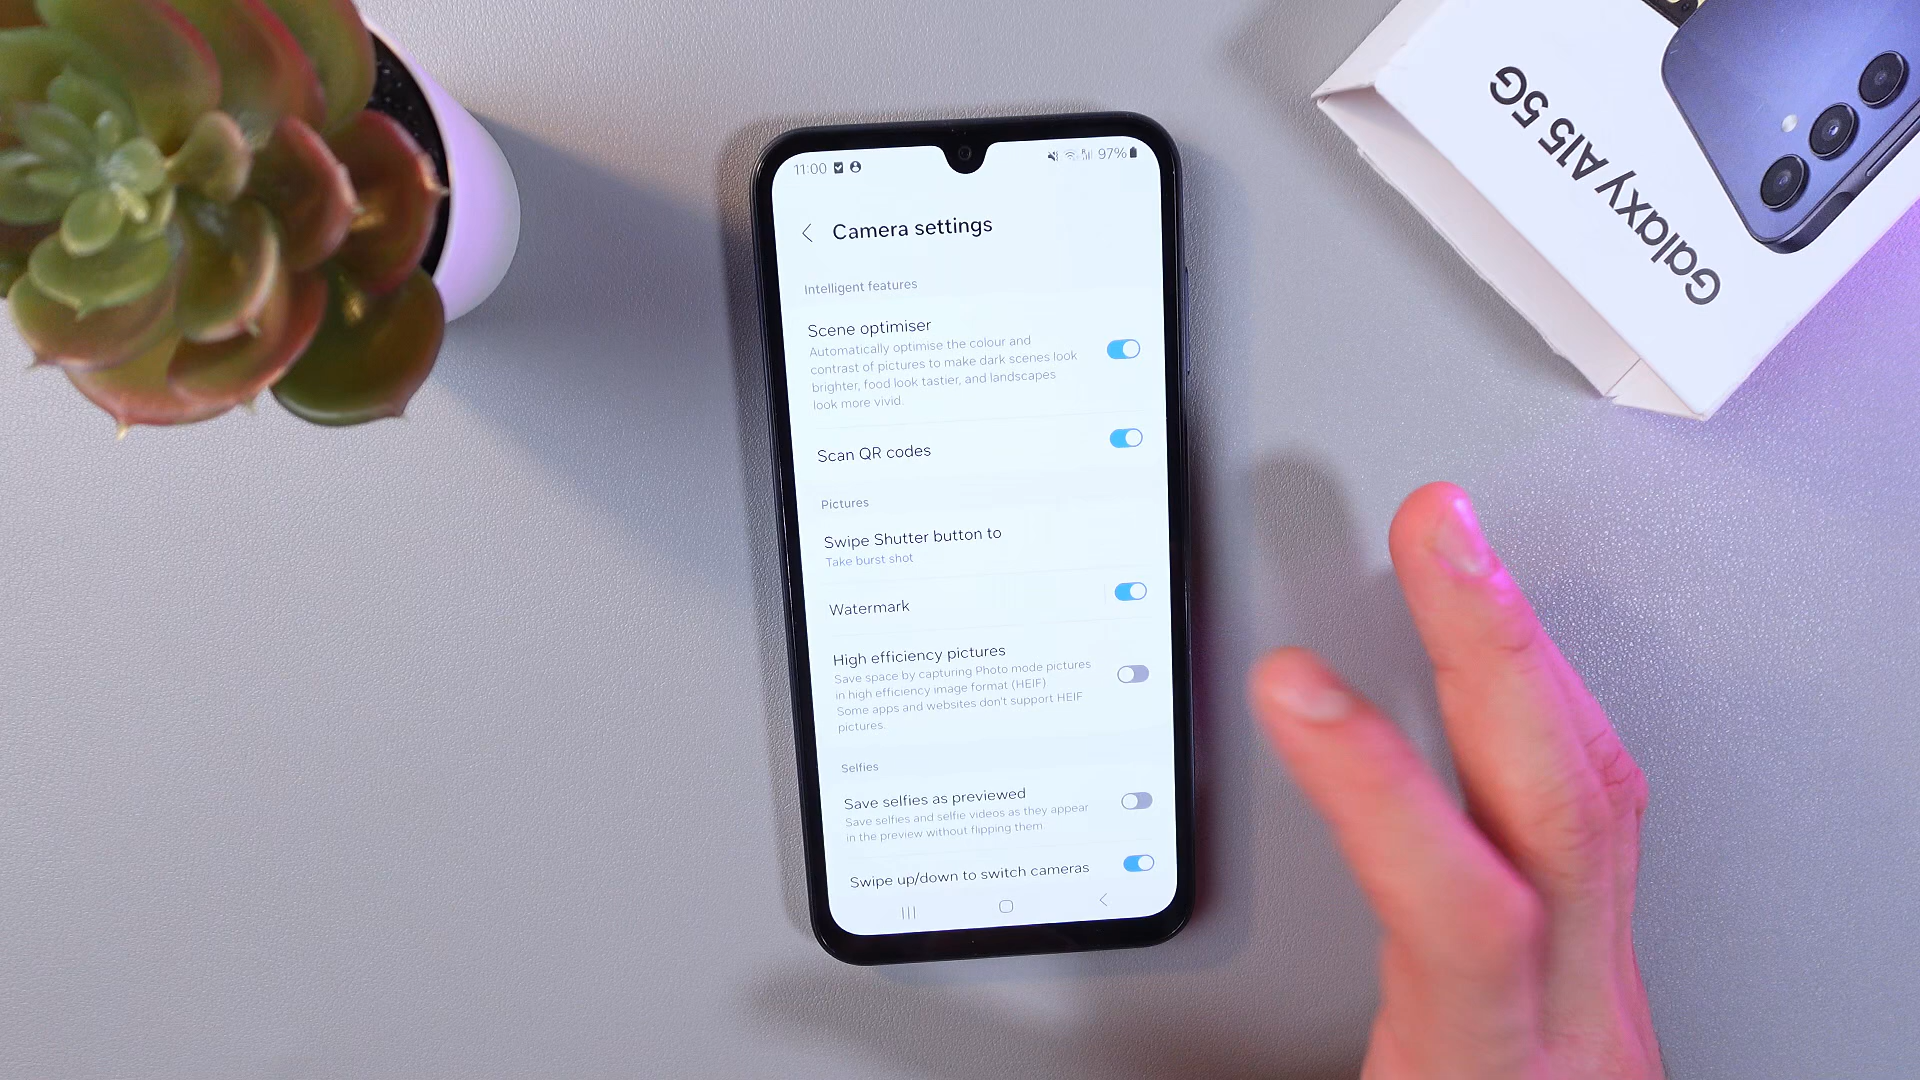 11:00
97%
Camera settings
Intelligent features
Scene optimiser
Automatically optimise the colour and
contrast of pictures to make dark scenes look
brighter, food look tastier, and landscapes
look more vivid.
Scan QR codes
Pictures
Swipe Shutter button to
Take burst shot
Watermark
High efficiency pictures
Save space by capturing Photo mode pictures
in high efficiency image format (HEIF).
Some apps and websites don't support HEIF
pictures.
Selfies
Save selfies as previewed
Save selfies and selfie videos as they appear
in the preview without flipping them
Swipe up/down to switch cameras
Galaxy A15 5G